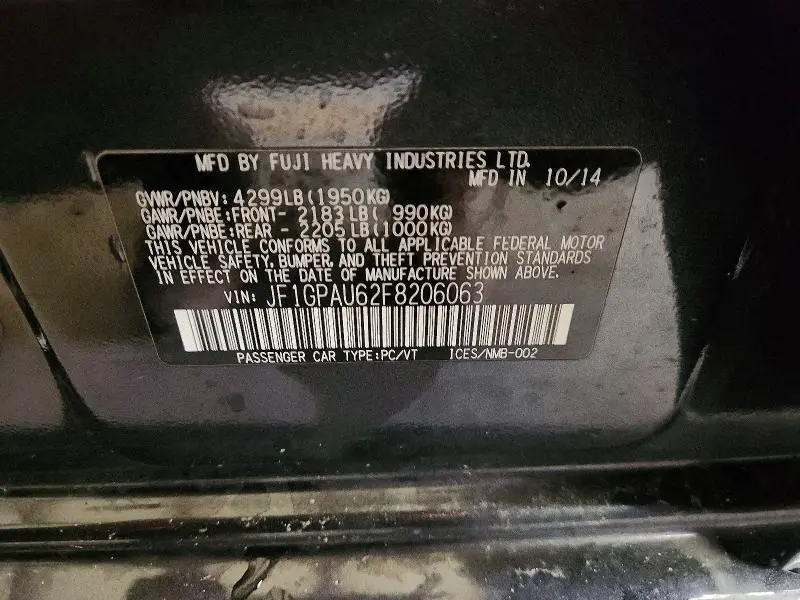 MFD BY FUJI HEAVY INDUSTRIES LTD.
MFD IN 10/14
GVWR/PNBV: 4299LB(1950KG)
GAWR/PNBE:FRONT- 2183LB( 990KG)
GAWR/PNBE:REAR - 2205LB(1000KG)
THIS VEHICLE CONFORMS TO ALL APPLICABLE FEDERAL MOTOR
VEHICLE SAFETY, BUMPER, AND THEFT PREVENTION STANDARDS
IN EFFECT ON THE DATE OF MANUFACTURE SHOWN ABOVE.
VIN: JF1GPAU62F8206063
PASSENGER CAR TYPE:PC/VT ICES/NMB-002